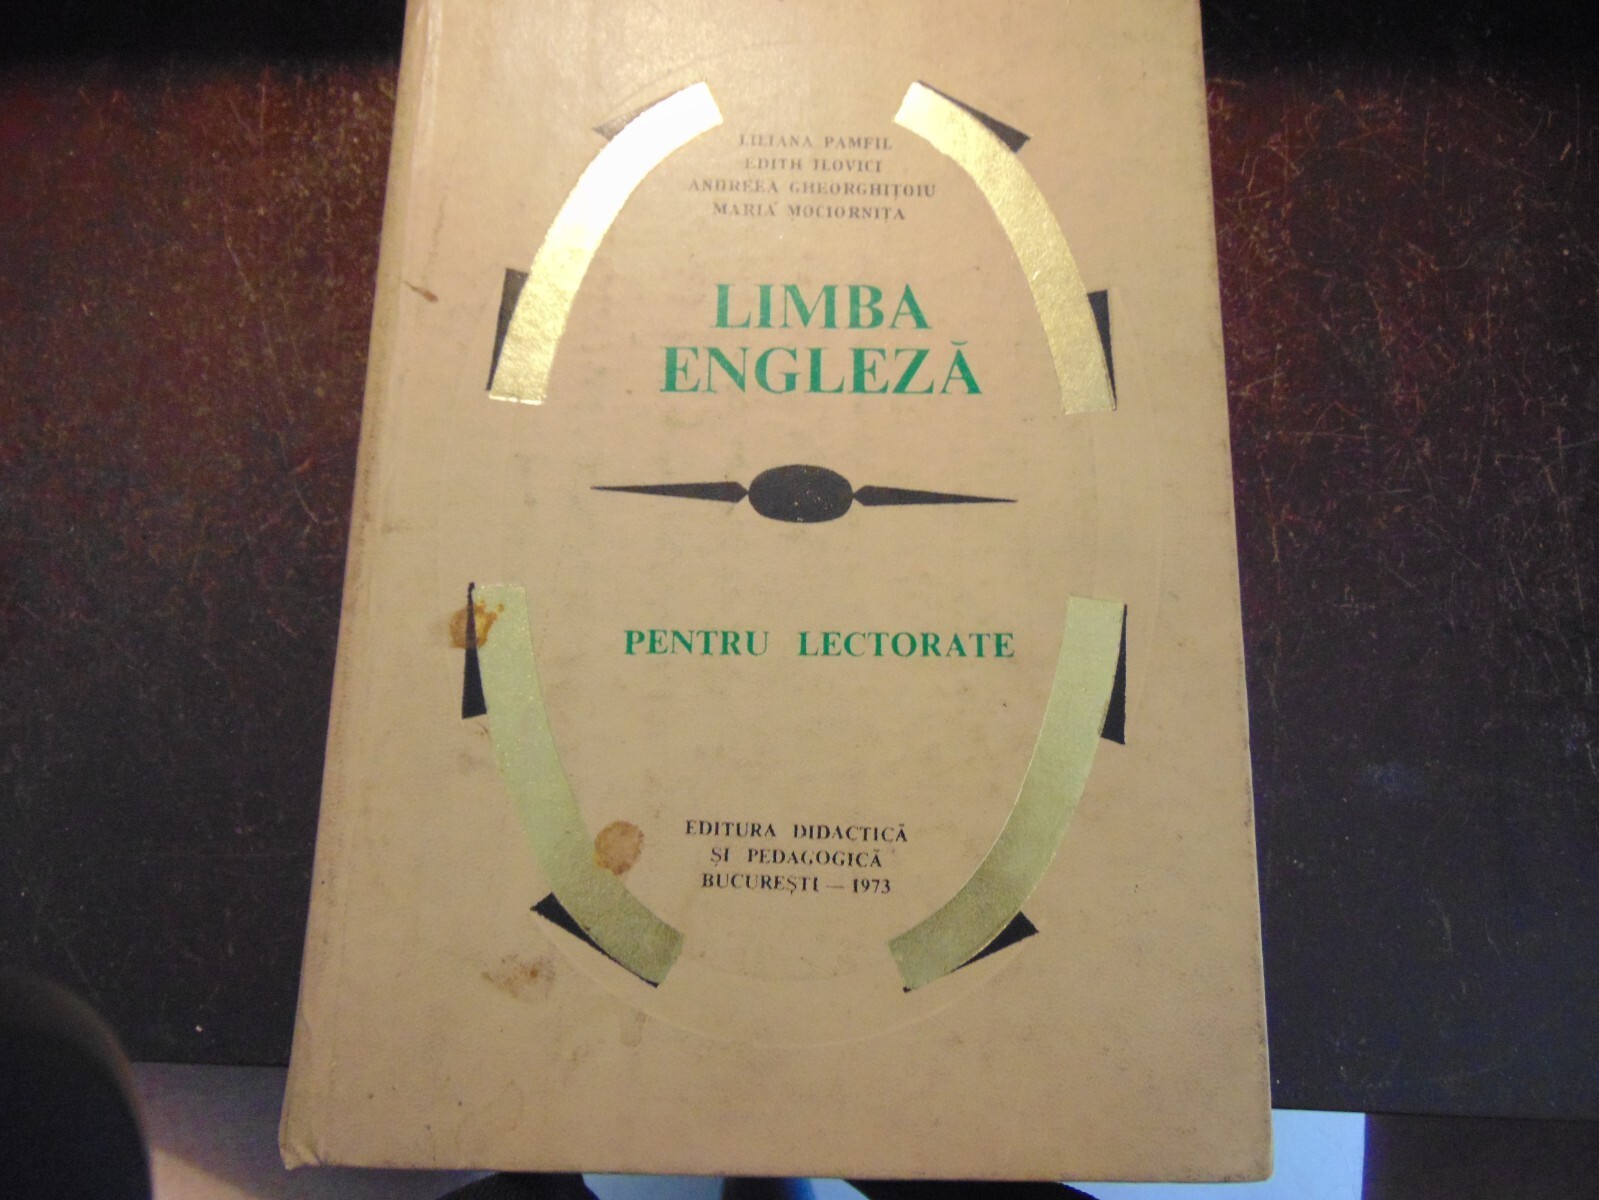 LILIANA PAMFIL
EDITH ILOVICI
ANDREEA GHEORGHIȚOIU
MARIA MOCIORNIȚA
LIMBA
ENGLEZĂ
PENTRU LECTORATE
EDITURA DIDACTICĂ
ȘI PEDAGOGICĂ
BUCUREȘTI — 1973